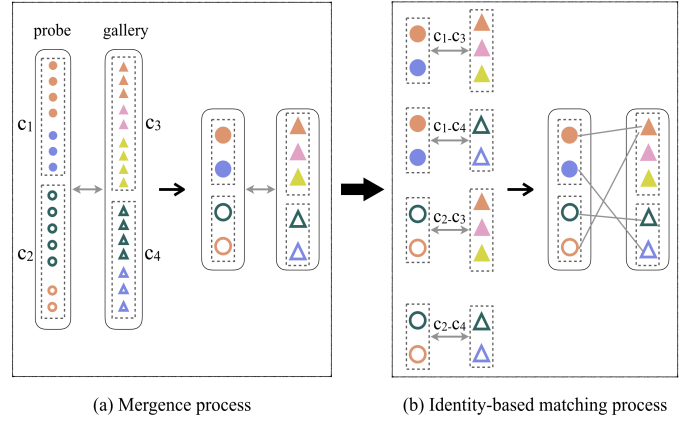 probe gallery
c1 c3
c2 c4
c1-c3
c1-c4
c2-c3
c2-c4
(a) Mergence process
(b) Identity-based matching process